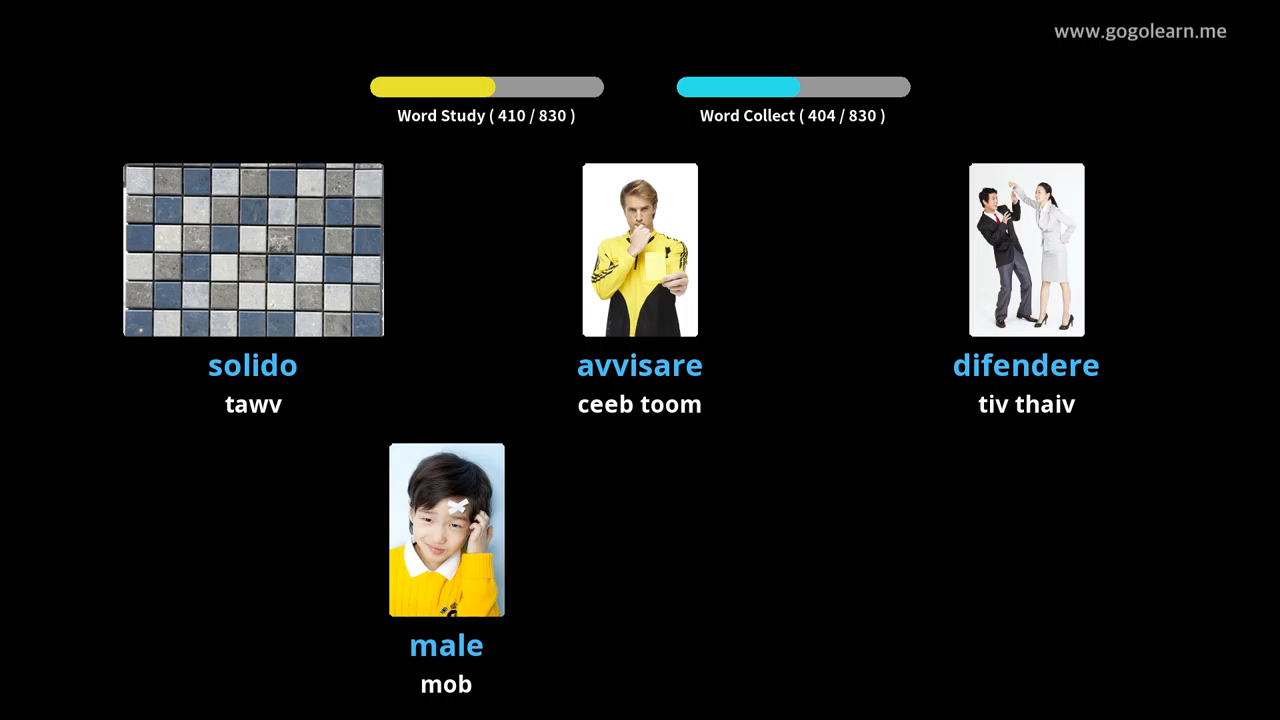 www.gogolearn.me
Word Study ( 410 / 830 )
Word Collect ( 404 / 830 )
solido
tawv
avvisare
ceeb toom
difendere
tiv thaiv
male
mob